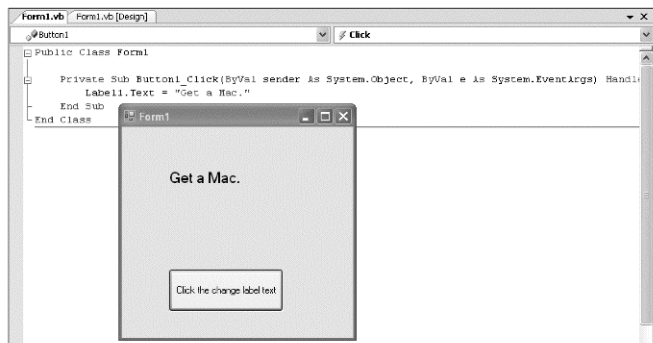 Form1.vb Form1.vb [Design]
Button1 Click
Public Class Form1
Private Sub Button1_Click(ByVal sender As System.Object, ByVal e As System.EventArgs) Handle
Label1.Text = "Get a Mac."
End Sub
End Class
Form1
Get a Mac.
Click the change label text